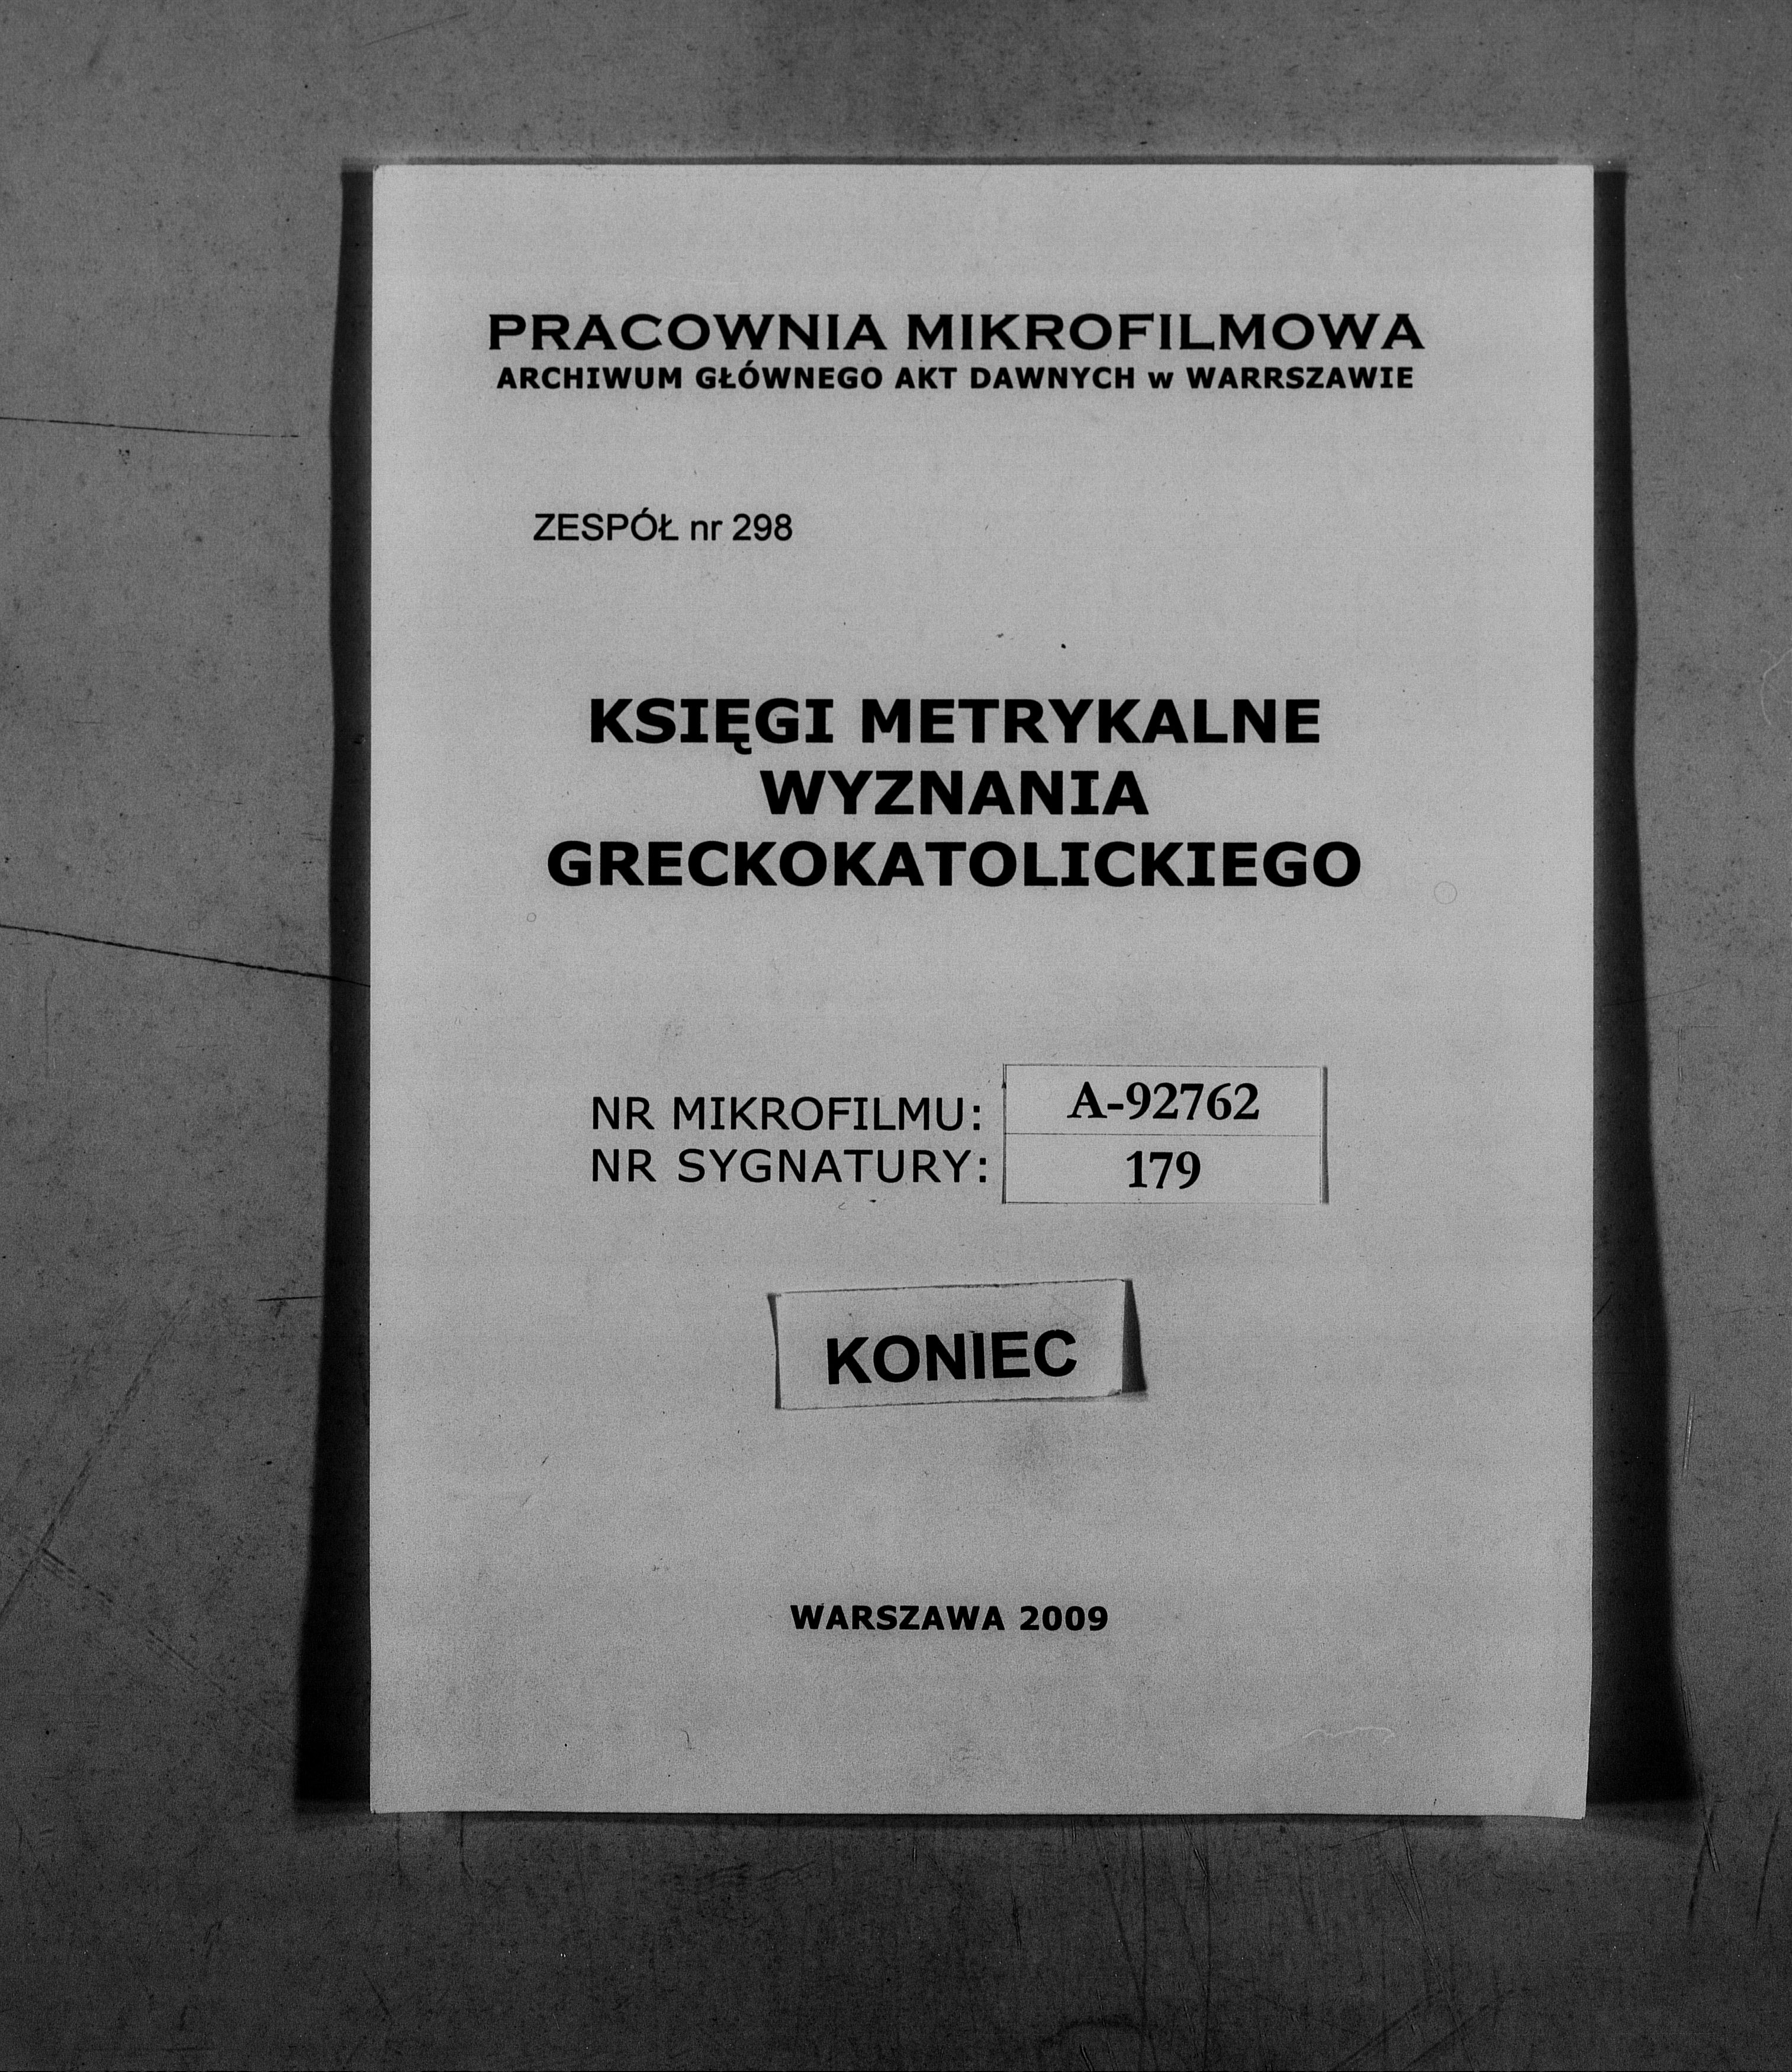 PRACOWNIA MIKROFILMOWA
ARCHIWUM GŁÓWNEGO AKT DAWNYCH w WARRSZAWIE
ZESPÓŁ nr 298
KSIĘGI METRYKALNE
WYZNANIA
GRECKOKATOLICKIEGO
NR MIKROFILMU: A-92762
NR SYGNATURY: 179
KONIEC
WARSZAWA 2009